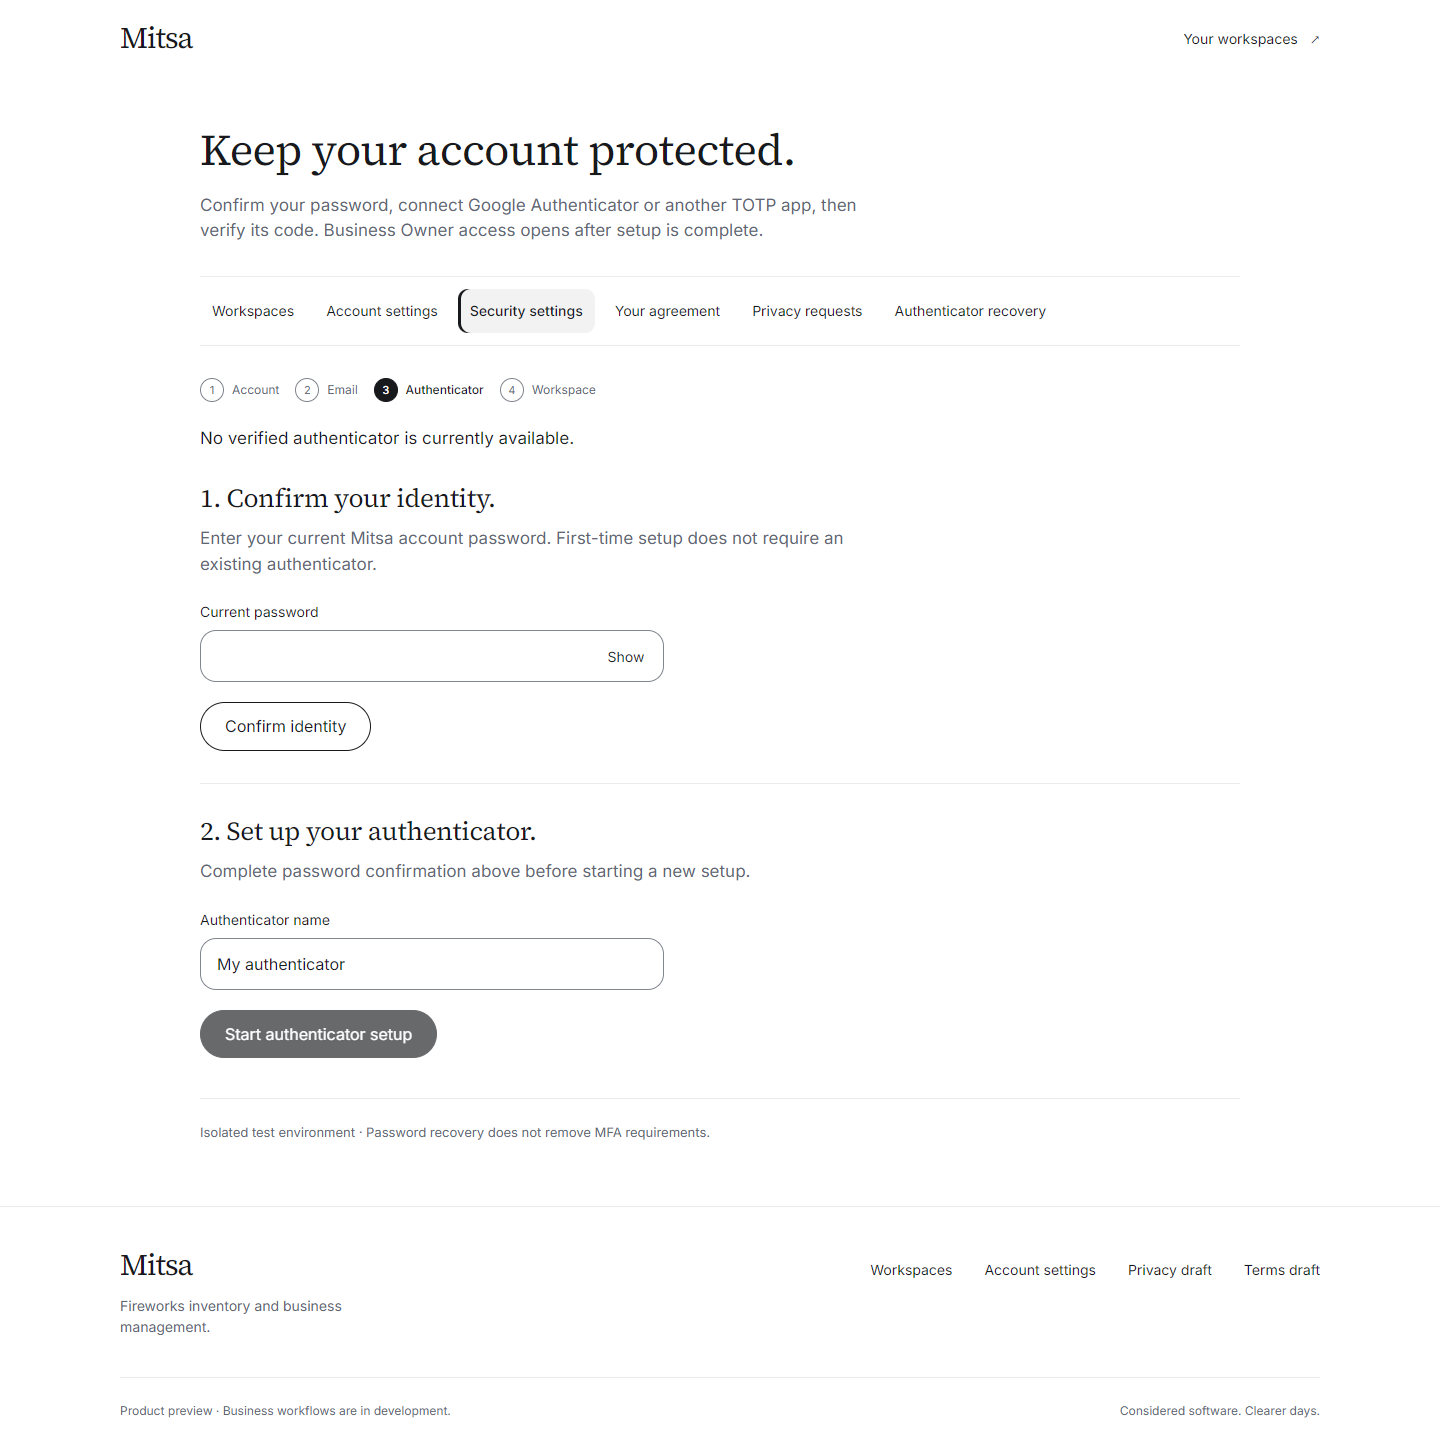 Mitsa
Your workspaces ↗
Keep your account protected.
Confirm your password, connect Google Authenticator or another TOTP app, then
verify its code. Business Owner access opens after setup is complete.
Workspaces Account settings Security settings Your agreement Privacy requests Authenticator recovery
1 Account 2 Email 3 Authenticator 4 Workspace
No verified authenticator is currently available.
1. Confirm your identity.
Enter your current Mitsa account password. First-time setup does not require an
existing authenticator.
Current password
Show
Confirm identity
2. Set up your authenticator.
Complete password confirmation above before starting a new setup.
Authenticator name
My authenticator
Start authenticator setup
Isolated test environment · Password recovery does not remove MFA requirements.
Mitsa
Workspaces Account settings Privacy draft Terms draft
Fireworks inventory and business
management.
Product preview · Business workflows are in development.
Considered software. Clearer days.